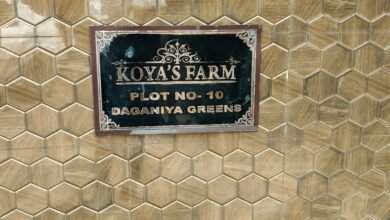 KOYA'S FARM
PLOT NO- 10
DAGANIYA GREENS